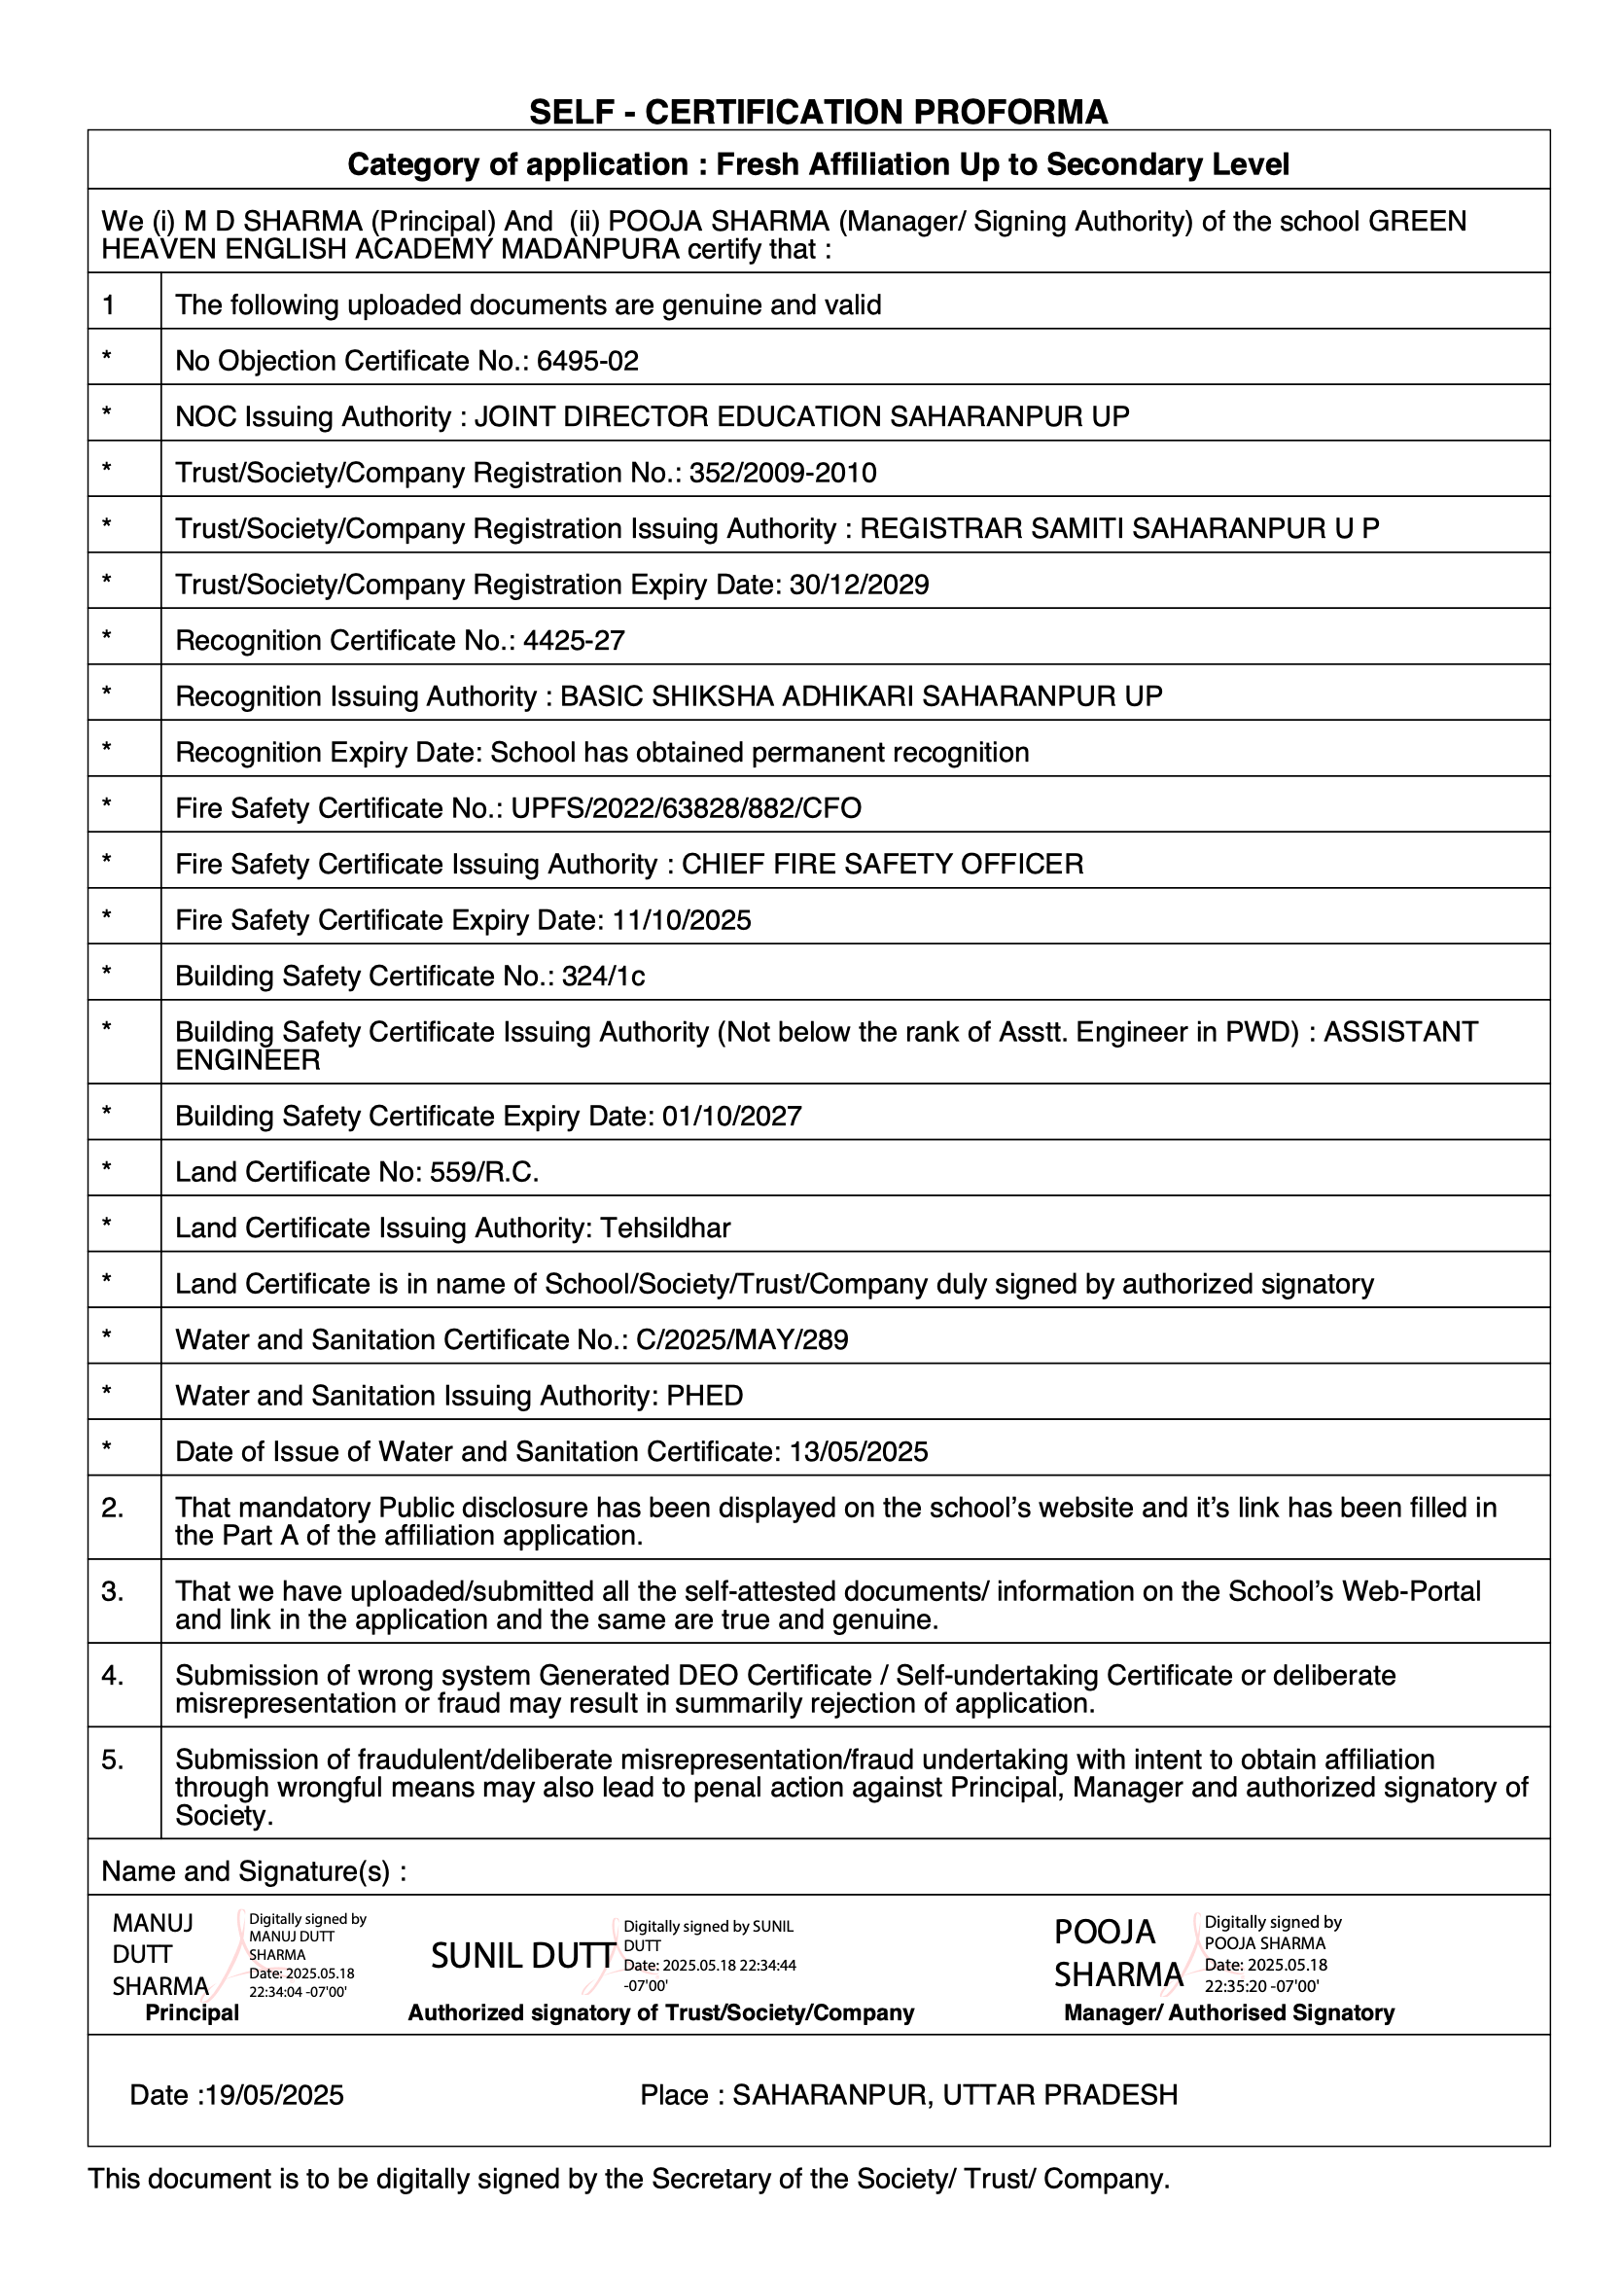 SELF - CERTIFICATION PROFORMA
Category of application : Fresh Affiliation Up to Secondary Level
We (i) M D SHARMA (Principal) And  (ii) POOJA SHARMA (Manager/ Signing Authority) of the school GREEN
HEAVEN ENGLISH ACADEMY MADANPURA certify that :
1 The following uploaded documents are genuine and valid
* No Objection Certificate No.: 6495-02
* NOC Issuing Authority : JOINT DIRECTOR EDUCATION SAHARANPUR UP
* Trust/Society/Company Registration No.: 352/2009-2010
* Trust/Society/Company Registration Issuing Authority : REGISTRAR SAMITI SAHARANPUR U P
* Trust/Society/Company Registration Expiry Date: 30/12/2029
* Recognition Certificate No.: 4425-27
* Recognition Issuing Authority : BASIC SHIKSHA ADHIKARI SAHARANPUR UP
* Recognition Expiry Date: School has obtained permanent recognition
* Fire Safety Certificate No.: UPFS/2022/63828/882/CFO
* Fire Safety Certificate Issuing Authority : CHIEF FIRE SAFETY OFFICER
* Fire Safety Certificate Expiry Date: 11/10/2025
* Building Safety Certificate No.: 324/1c
* Building Safety Certificate Issuing Authority (Not below the rank of Asstt. Engineer in PWD) : ASSISTANT
ENGINEER
* Building Safety Certificate Expiry Date: 01/10/2027
* Land Certificate No: 559/R.C.
* Land Certificate Issuing Authority: Tehsildhar
* Land Certificate is in name of School/Society/Trust/Company duly signed by authorized signatory
* Water and Sanitation Certificate No.: C/2025/MAY/289
* Water and Sanitation Issuing Authority: PHED
* Date of Issue of Water and Sanitation Certificate: 13/05/2025
2. That mandatory Public disclosure has been displayed on the school’s website and it’s link has been filled in
the Part A of the affiliation application.
3. That we have uploaded/submitted all the self-attested documents/ information on the School’s Web-Portal
and link in the application and the same are true and genuine.
4. Submission of wrong system Generated DEO Certificate / Self-undertaking Certificate or deliberate
misrepresentation or fraud may result in summarily rejection of application.
5. Submission of fraudulent/deliberate misrepresentation/fraud undertaking with intent to obtain affiliation
through wrongful means may also lead to penal action against Principal, Manager and authorized signatory of
Society.
Name and Signature(s) :
MANUJ
DUTT
SHARMA
Digitally signed by
MANUJ DUTT
SHARMA
Date: 2025.05.18
22:34:04 -07'00'
Principal
SUNIL DUTT
Digitally signed by SUNIL
DUTT
Date: 2025.05.18 22:34:44
-07'00'
Authorized signatory of Trust/Society/Company
POOJA
SHARMA
Digitally signed by
POOJA SHARMA
Date: 2025.05.18
22:35:20 -07'00'
Manager/ Authorised Signatory
Date :19/05/2025 Place : SAHARANPUR, UTTAR PRADESH
This document is to be digitally signed by the Secretary of the Society/ Trust/ Company.